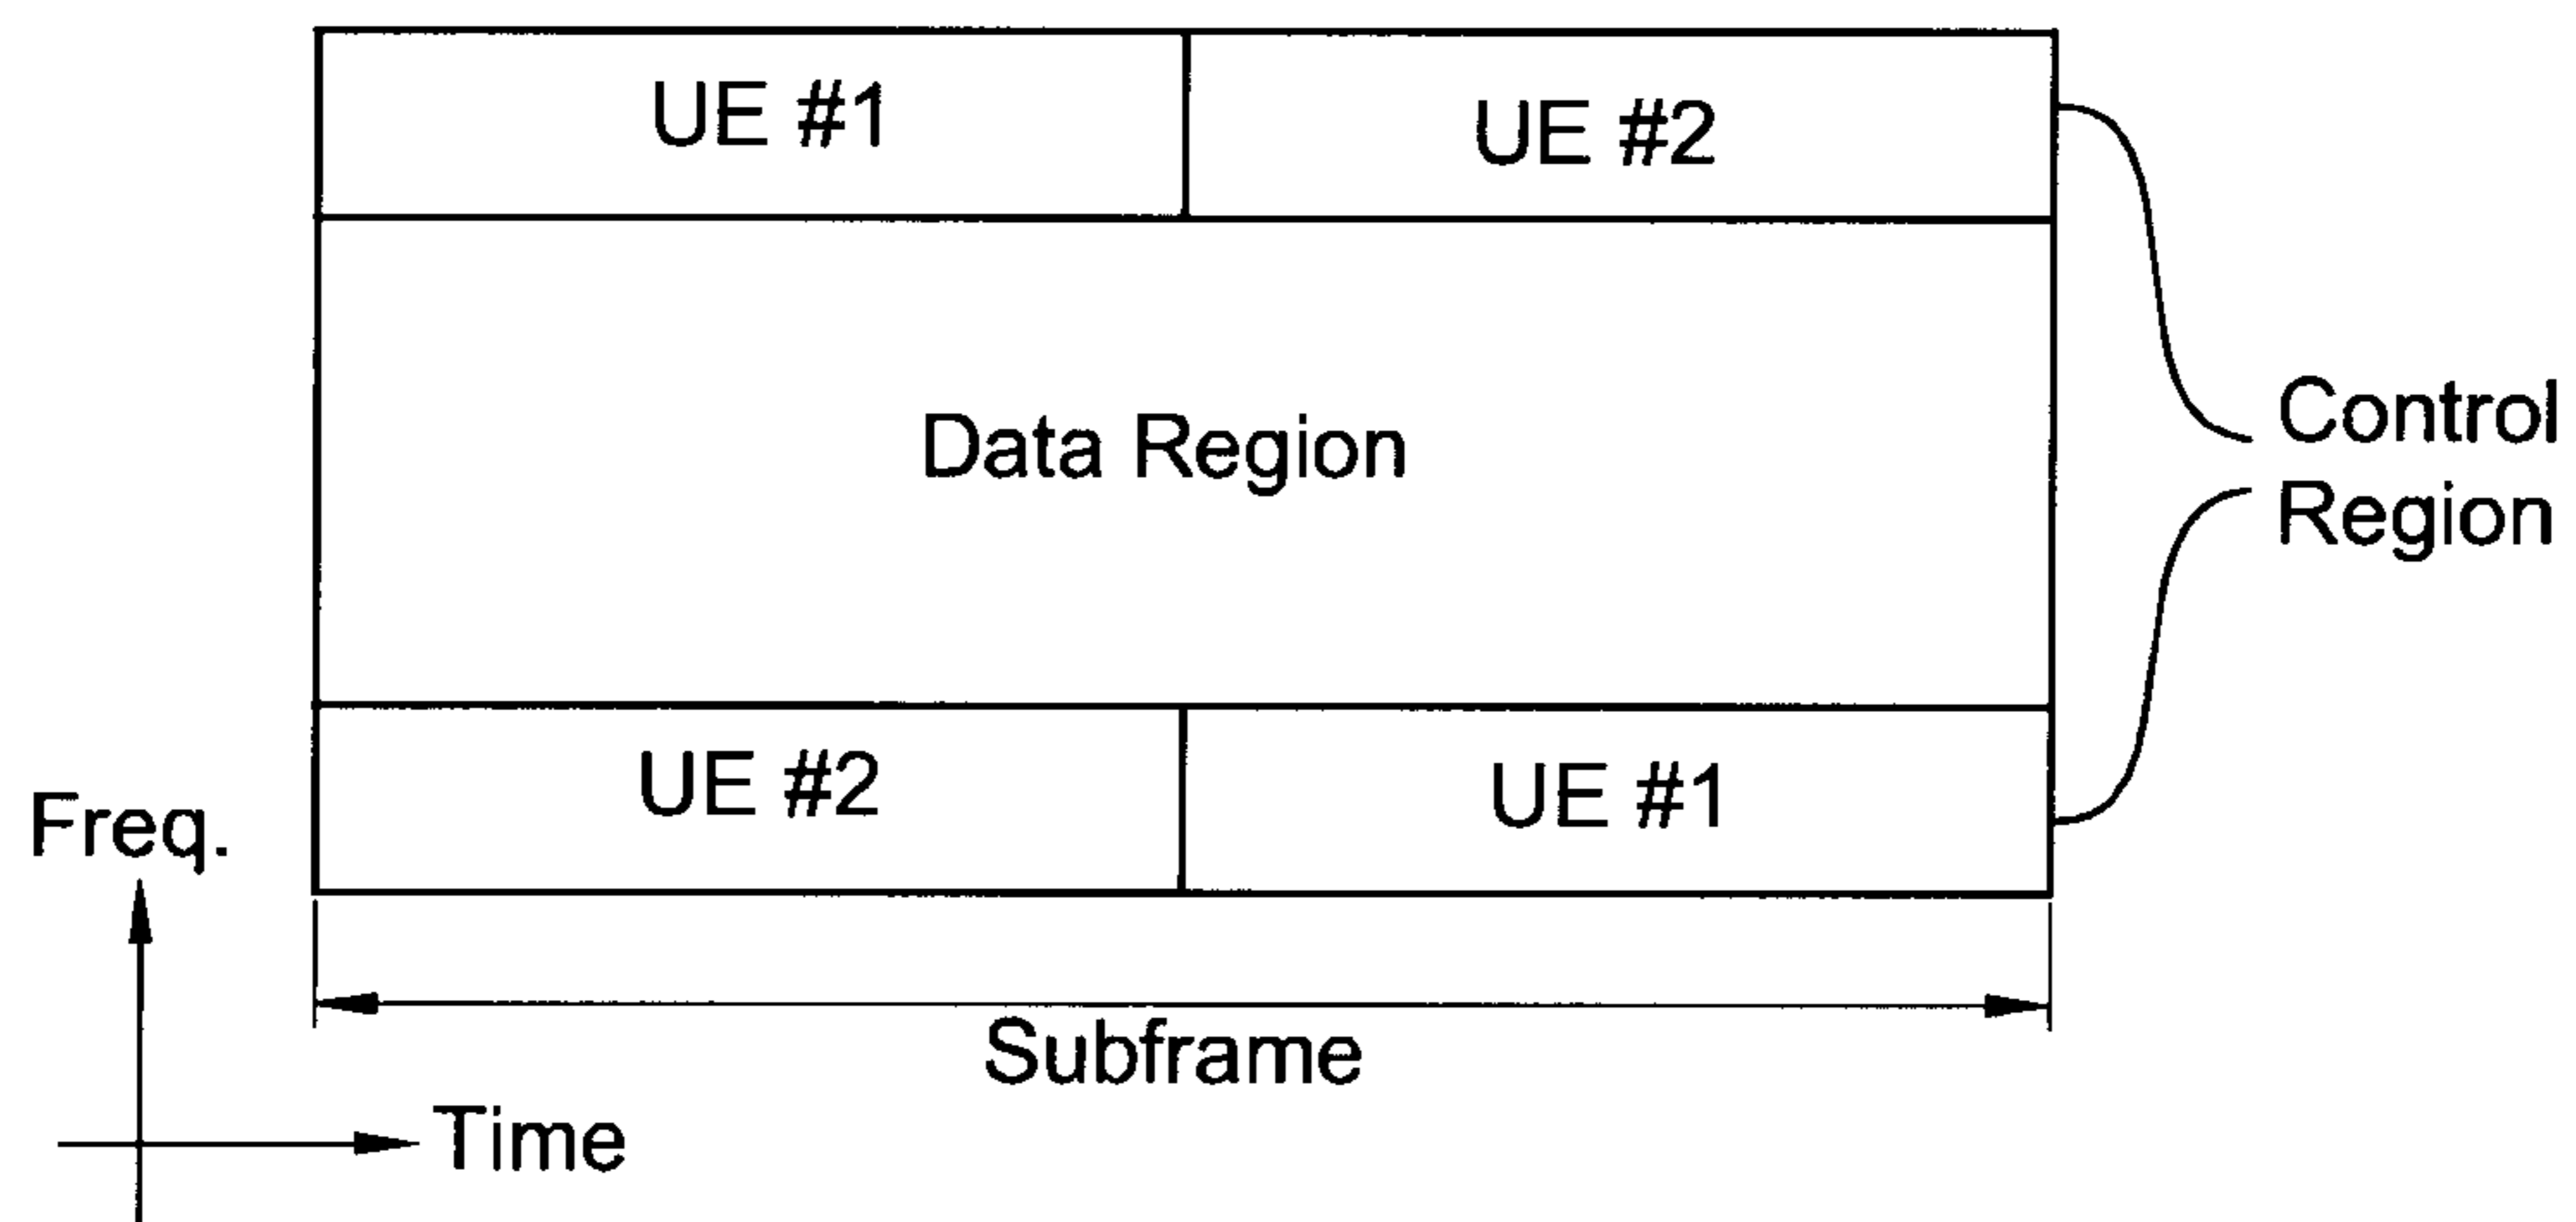 UE #1
UE #2
Data Region
Control
Region
UE #2
UE #1
Freq.
Subframe
Time